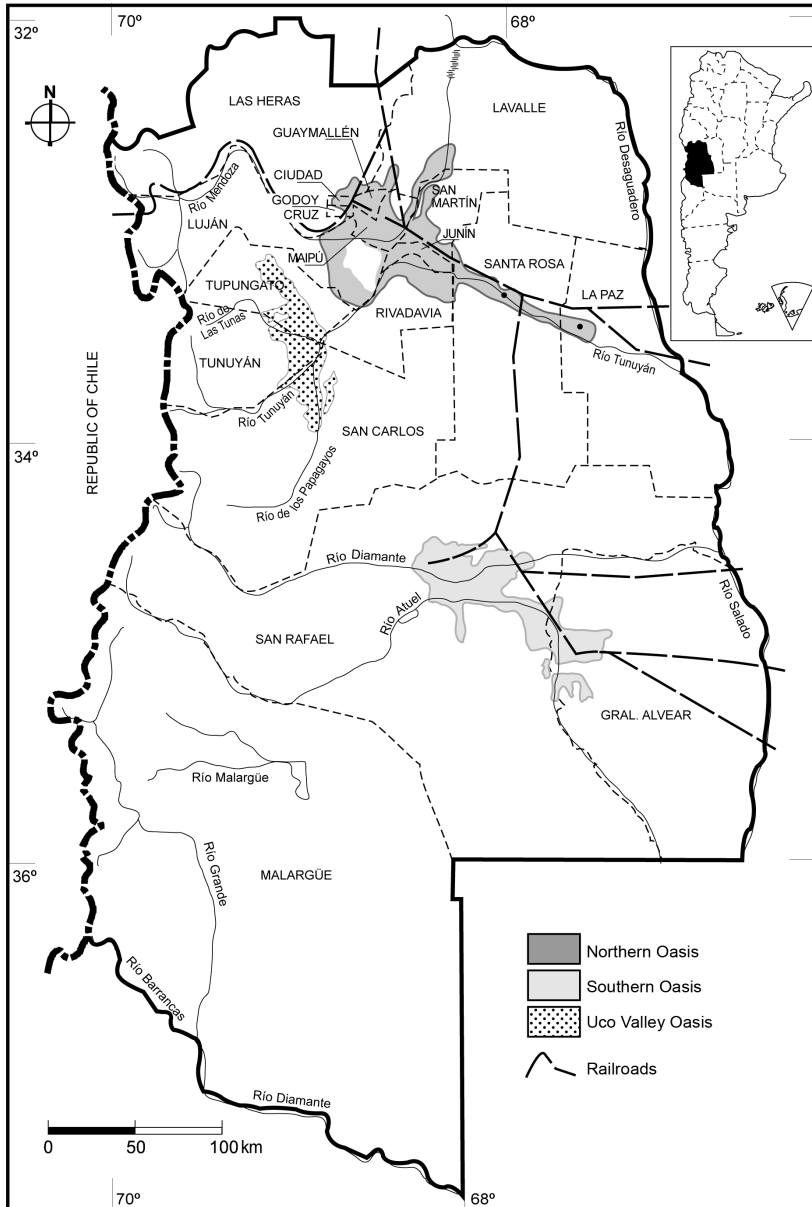 32º
70º
68º
N
LAS HERAS
LAVALLE
GUAYMALLÉN
Río Desaguadero
CIUDAD
Río Mendoza
GODOY
CRUZ
SAN
MARTÍN
LUJÁN
JUNÍN
MAIPÚ
SANTA ROSA
TUPUNGATO
LA PAZ
RIVADAVIA
Río de
Las Tunas
TUNUYÁN
Río Tunuyán
REPUBLIC OF CHILE
Río Tunuyán
SAN CARLOS
34º
Río de los Papagayos
Río Diamante
Río Atuel
Río Salado
SAN RAFAEL
GRAL. ALVEAR
Río Malargüe
Río Grande
36º
MALARGÜE
Northern Oasis
Río Barrancas
Southern Oasis
Uco Valley Oasis
Railroads
Río Diamante
0 50 100 km
70º
68º